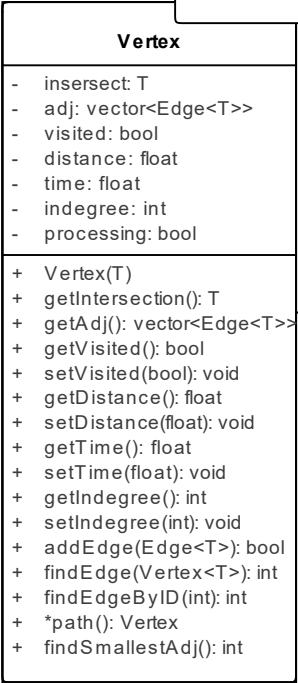 Vertex
- insersect: T
- adj: vector<Edge<T>>
- visited: bool
- distance: float
- time: float
- indegree: int
- processing: bool
+ Vertex(T)
+ getIntersection(): T
+ getAdj(): vector<Edge<T>>
+ getVisited(): bool
+ setVisited(bool): void
+ getDistance(): float
+ setDistance(float): void
+ getTime(): float
+ setTime(float): void
+ getIndegree(): int
+ setIndegree(int): void
+ addEdge(Edge<T>): bool
+ findEdge(Vertex<T>): int
+ findEdgeByID(int): int
+ *path(): Vertex
+ findSmallestAdj(): int